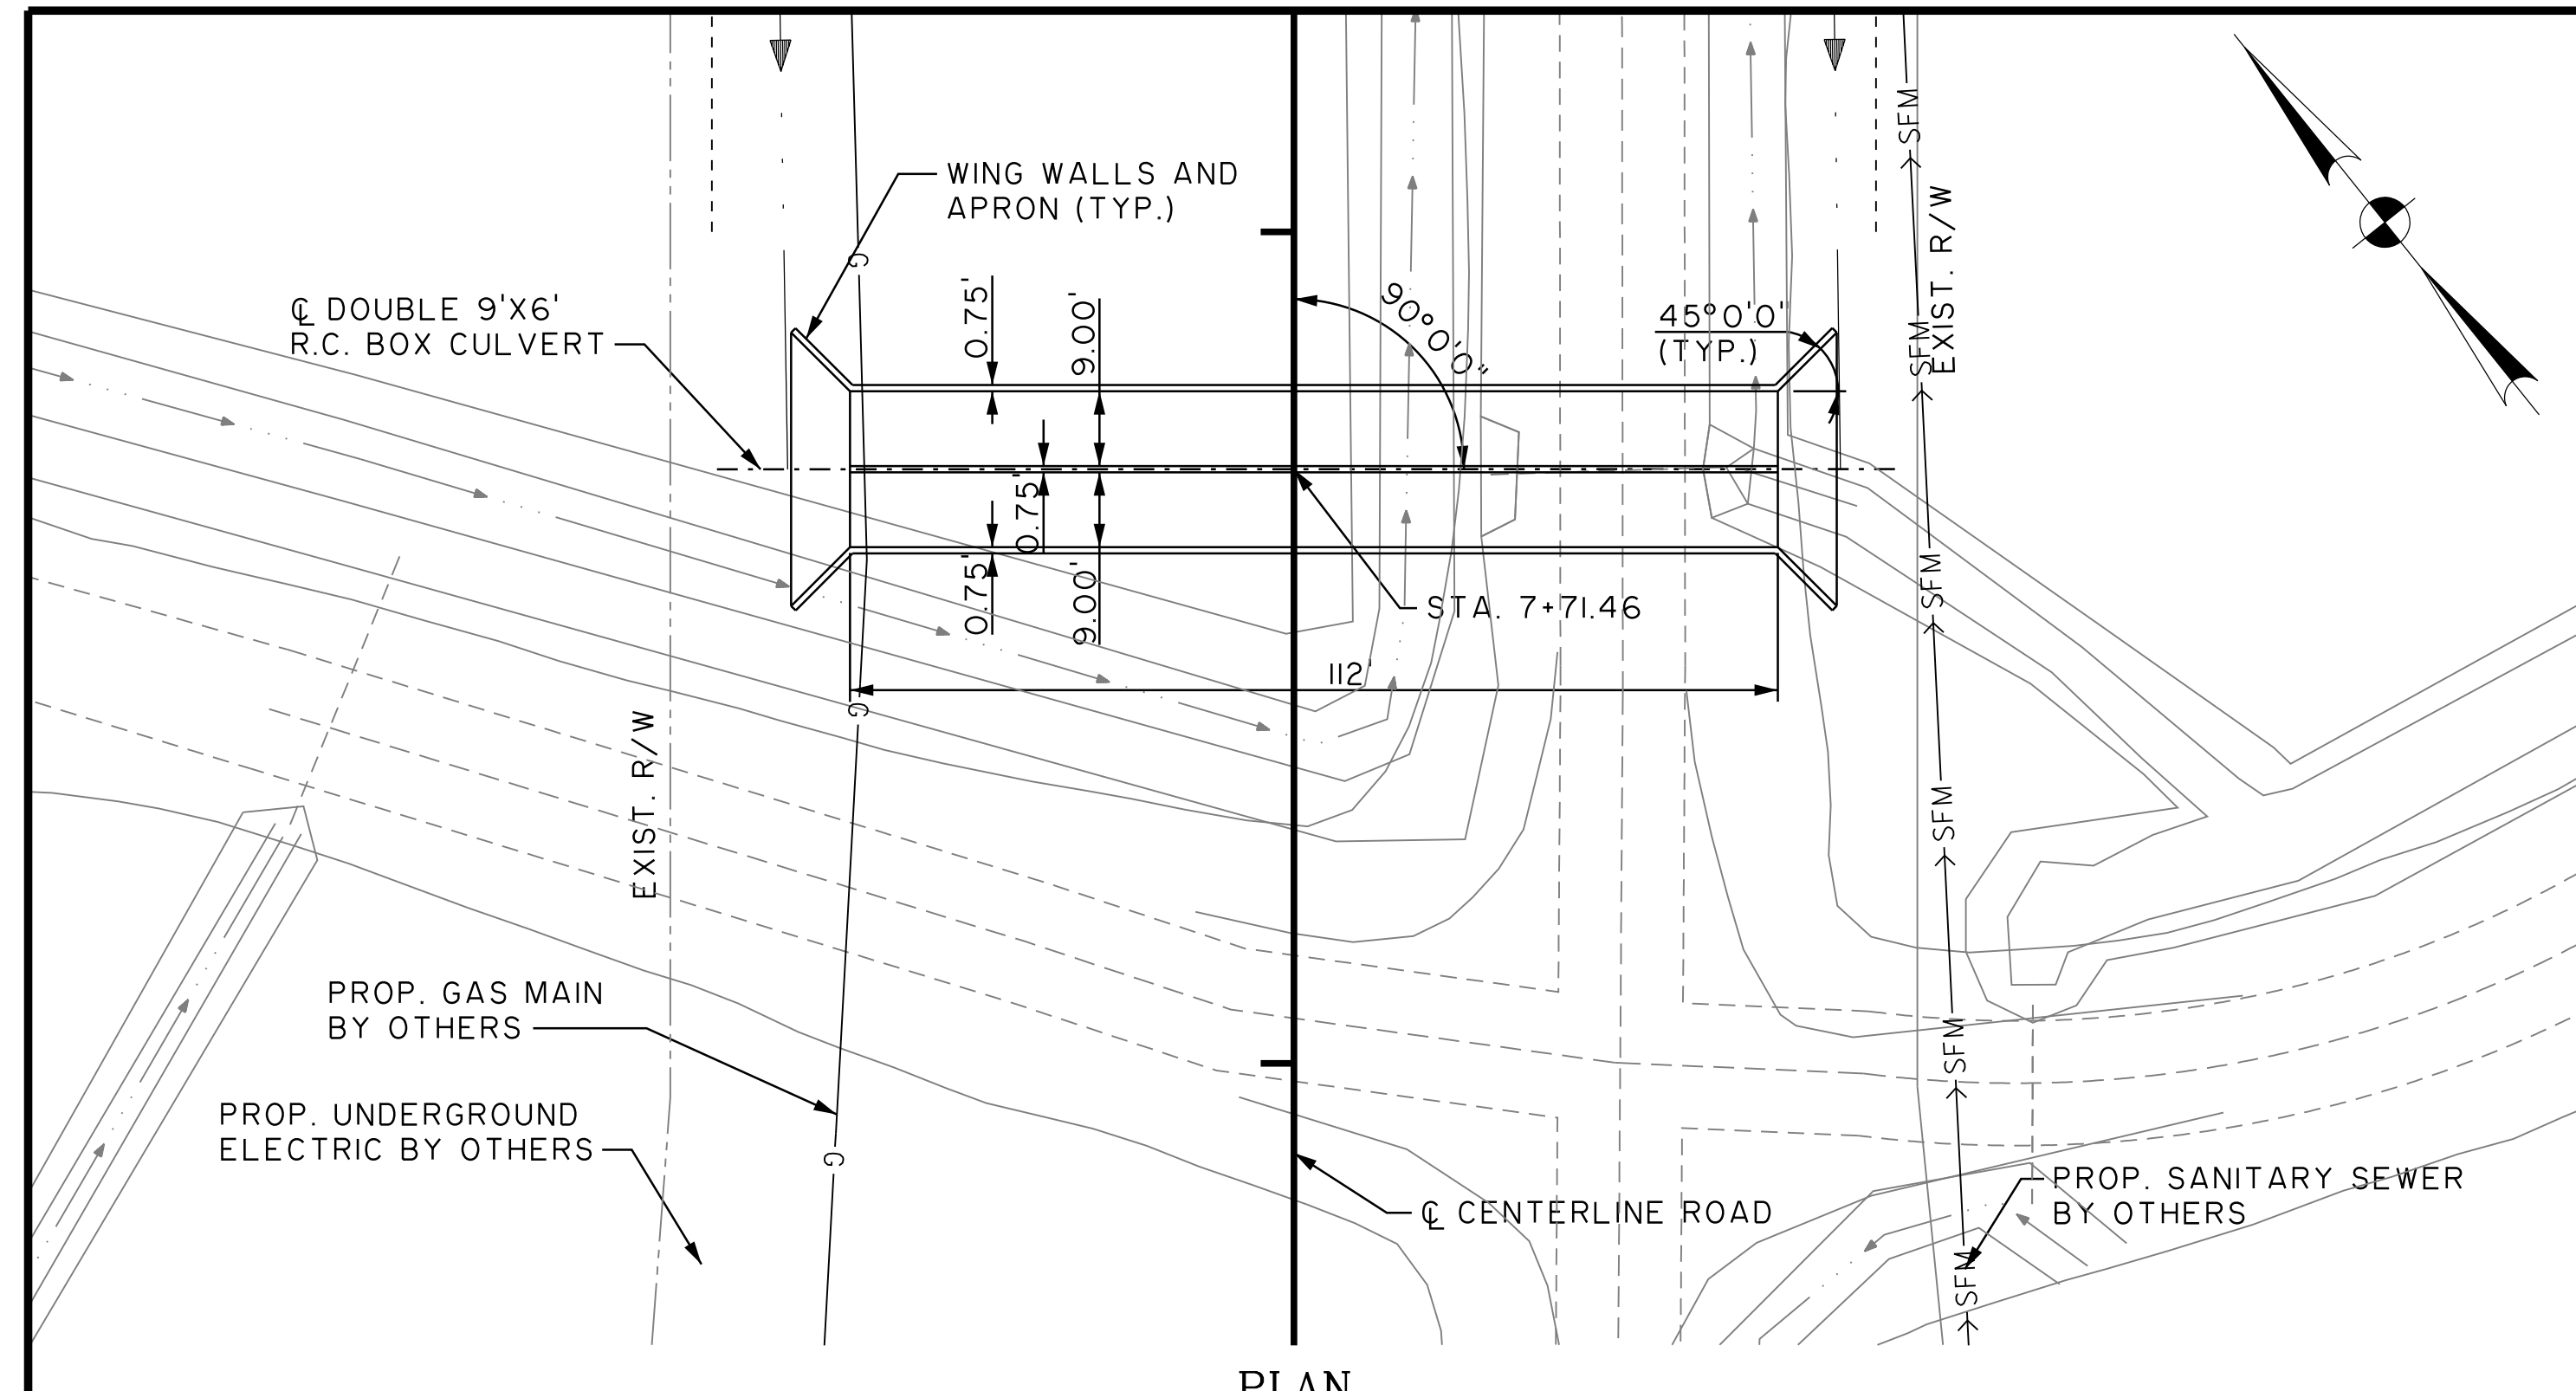 WING WALLS AND
APRON (TYP.)
℄ DOUBLE 9'X6'
R.C. BOX CULVERT
G
0.75'
9.00'
90°0'0"
45°0'0"
(TYP.)
SFM
SFM
EXIST. R/W
0.75'
0.75'
9.00'
STA. 7+71.46
SFM
112'
G
EXIST. R/W
SFM
PROP. GAS MAIN
BY OTHERS
SFM
PROP. UNDERGROUND
ELECTRIC BY OTHERS
G
℄ CENTERLINE ROAD
PROP. SANITARY SEWER
BY OTHERS
SFM
PLAN